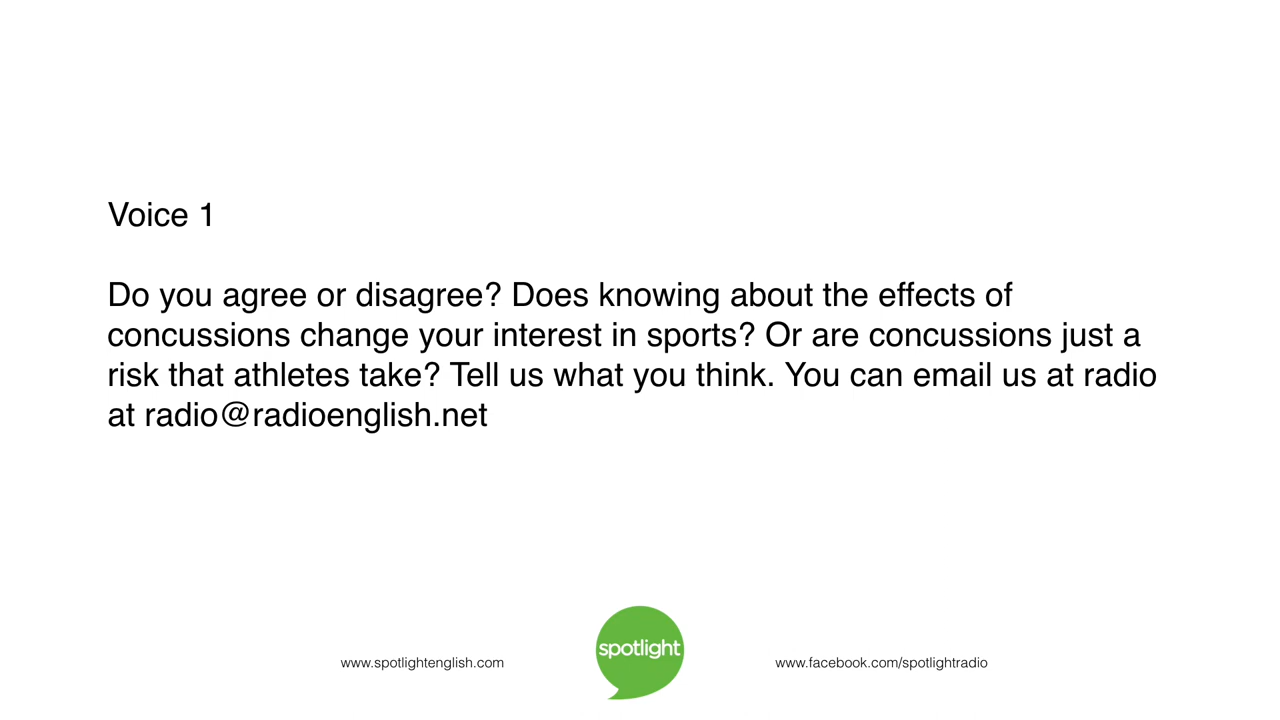 Voice 1
Do you agree or disagree? Does knowing about the effects of
concussions change your interest in sports? Or are concussions just a
risk that athletes take? Tell us what you think. You can email us at radio
at radio@radioenglish.net
spotlight
www.spotlightenglish.com
www.facebook.com/spotlightradio